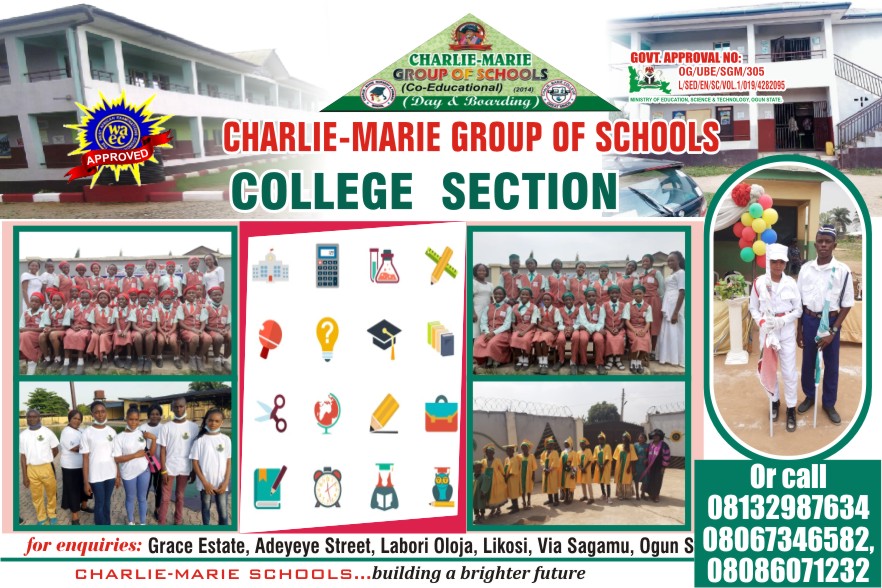 CHARLIE-MARIE
GROUP OF SCHOOLS
(Co-Educational) (2014)
(Day & Boarding)
GOVT. APPROVAL NO:
OG/UBE/SGM/305
L/SED/EN/SC/VOL.1/019/4282095
MINISTRY OF EDUCATION, SCIENCE & TECHNOLOGY, OGUN STATE
waec
APPROVED
CHARLIE-MARIE GROUP OF SCHOOLS
COLLEGE SECTION
for enquiries: Grace Estate, Adeyeye Street, Labori Oloja, Likosi, Via Sagamu, Ogun S
CHARLIE-MARIE SCHOOLS...building a brighter future
Or call
08132987634
08067346582,
08086071232